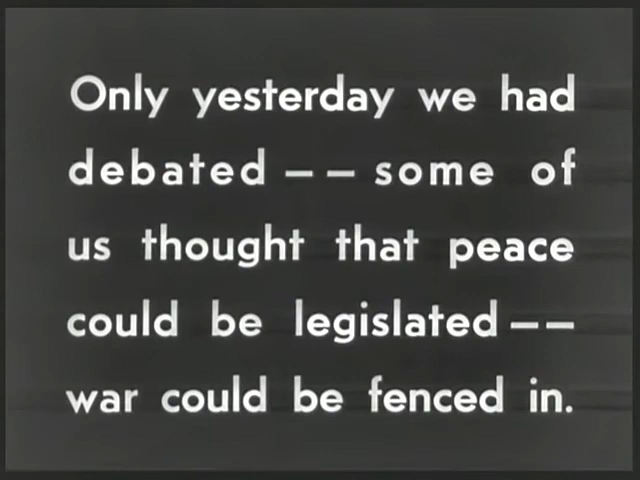 Only yesterday we had
debated -- some of
us thought that peace
could be legislated --
war could be fenced in.